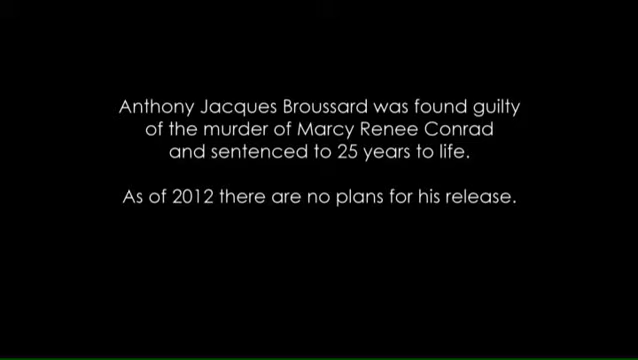 Anthony Jacques Broussard was found guilty
of the murder of Marcy Renee Conrad
and sentenced to 25 years to life.
As of 2012 there are no plans for his release.